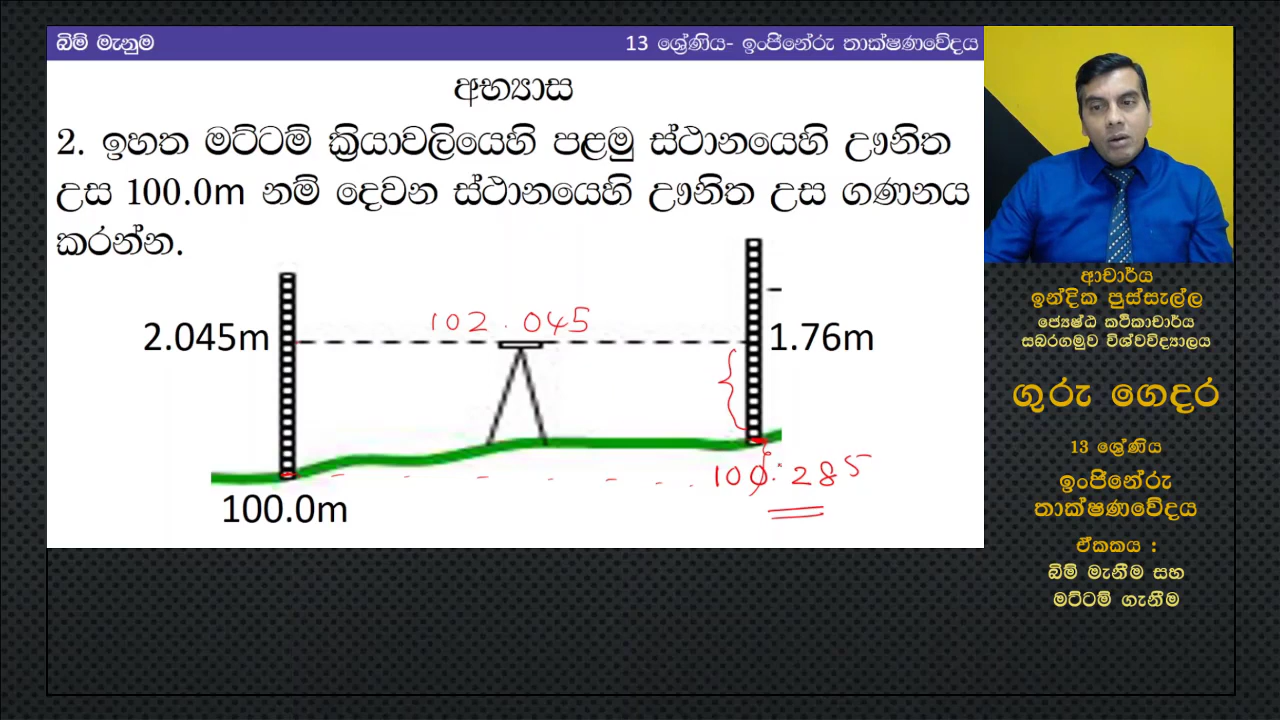 බිම් මැනුම
13 ශ්‍රේණිය- ඉංජිනේරු තාක්ෂණවේදය
අභ්‍යාස
2. ඉහත මට්ටම් ක්‍රියාවලියෙහි පළමු ස්ථානයෙහි ඌනිත
උස 100.0m නම් දෙවන ස්ථානයෙහි ඌනිත උස ගණනය
කරන්න.
102.045
2.045m
1.76m
100.285
100.0m
ආචාර්ය
ඉන්දික පුස්සැල්ල
ජ්‍යෙෂ්ඨ කථිකාචාර්ය
සබරගමුව විශ්වවිද්‍යාලය
ගුරු ගෙදර
13 ශ්‍රේණිය
ඉංජිනේරු
තාක්ෂණවේදය
ඒකකය :
බිම් මැනීම සහ
මට්ටම් ගැනීම